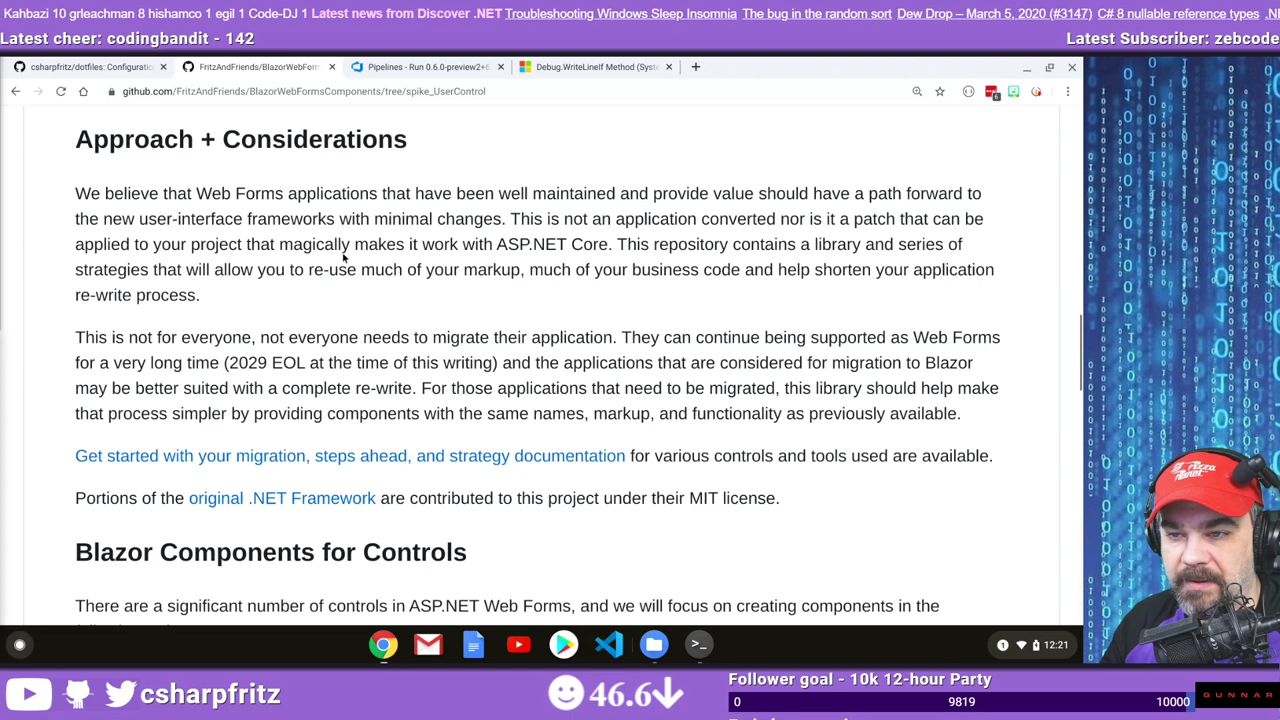 Kahbazi 10 grleachman 8 hishamco 1 egil 1 Code-DJ 1 Latest news from Discover .NET Troubleshooting Windows Sleep Insomnia The bug in the random sort Dew Drop – March 5, 2020 (#3147) C# 8 nullable reference types
Latest cheer: codingbandit - 142
Latest Subscriber: zebcode
csharpfritz/dotfiles: Configuratio
FritzAndFriends/BlazorWebForm
Pipelines - Run 0.6.0-preview2+6
Debug.WriteLineIf Method (Syste
github.com/FritzAndFriends/BlazorWebFormsComponents/tree/spike_UserControl
6
Approach + Considerations
We believe that Web Forms applications that have been well maintained and provide value should have a path forward to
the new user-interface frameworks with minimal changes. This is not an application converted nor is it a patch that can be
applied to your project that magically makes it work with ASP.NET Core. This repository contains a library and series of
strategies that will allow you to re-use much of your markup, much of your business code and help shorten your application
re-write process.
This is not for everyone, not everyone needs to migrate their application. They can continue being supported as Web Forms
for a very long time (2029 EOL at the time of this writing) and the applications that are considered for migration to Blazor
may be better suited with a complete re-write. For those applications that need to be migrated, this library should help make
that process simpler by providing components with the same names, markup, and functionality as previously available.
Get started with your migration, steps ahead, and strategy documentation for various controls and tools used are available.
Portions of the original .NET Framework are contributed to this project under their MIT license.
Blazor Components for Controls
There are a significant number of controls in ASP.NET Web Forms, and we will focus on creating components in the
1
12:21
csharpfritz
46.6
Follower goal - 10k 12-hour Party
0
9819
10000
GUNNAR